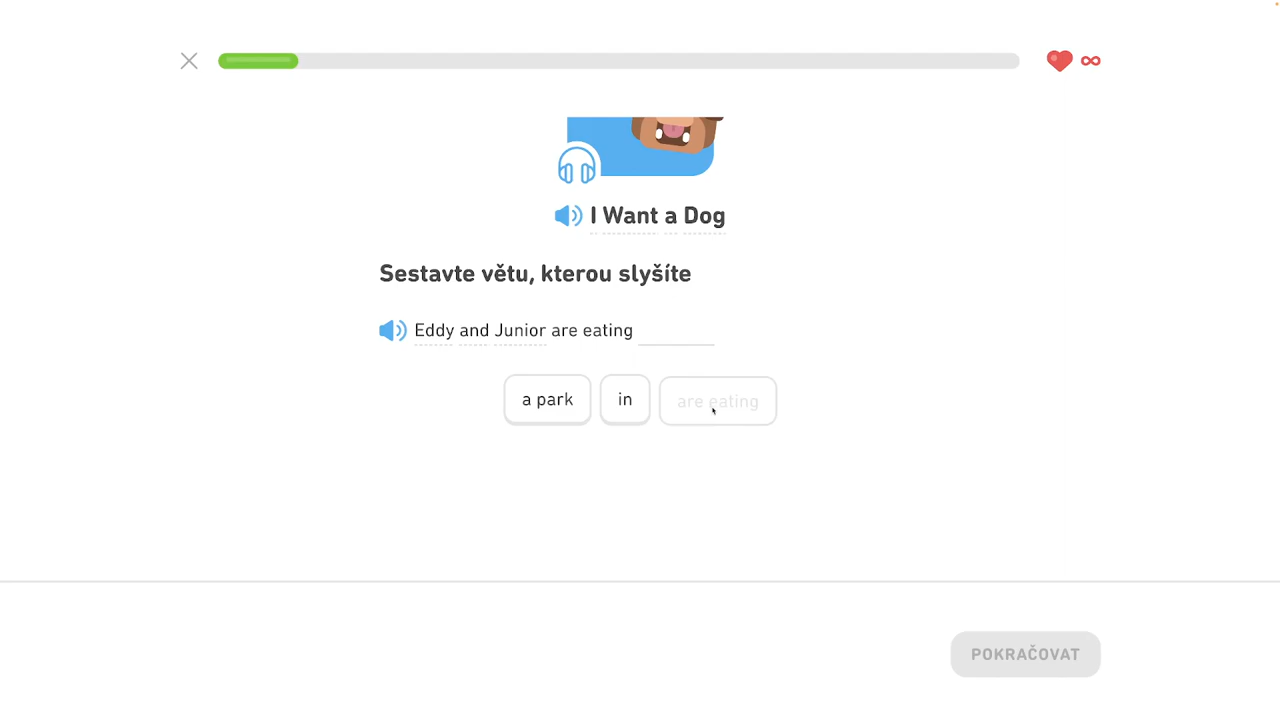 I Want a Dog
Sestavte větu, kterou slyšíte
Eddy and Junior are eating
a park
in
are eating
POKRAČOVAT